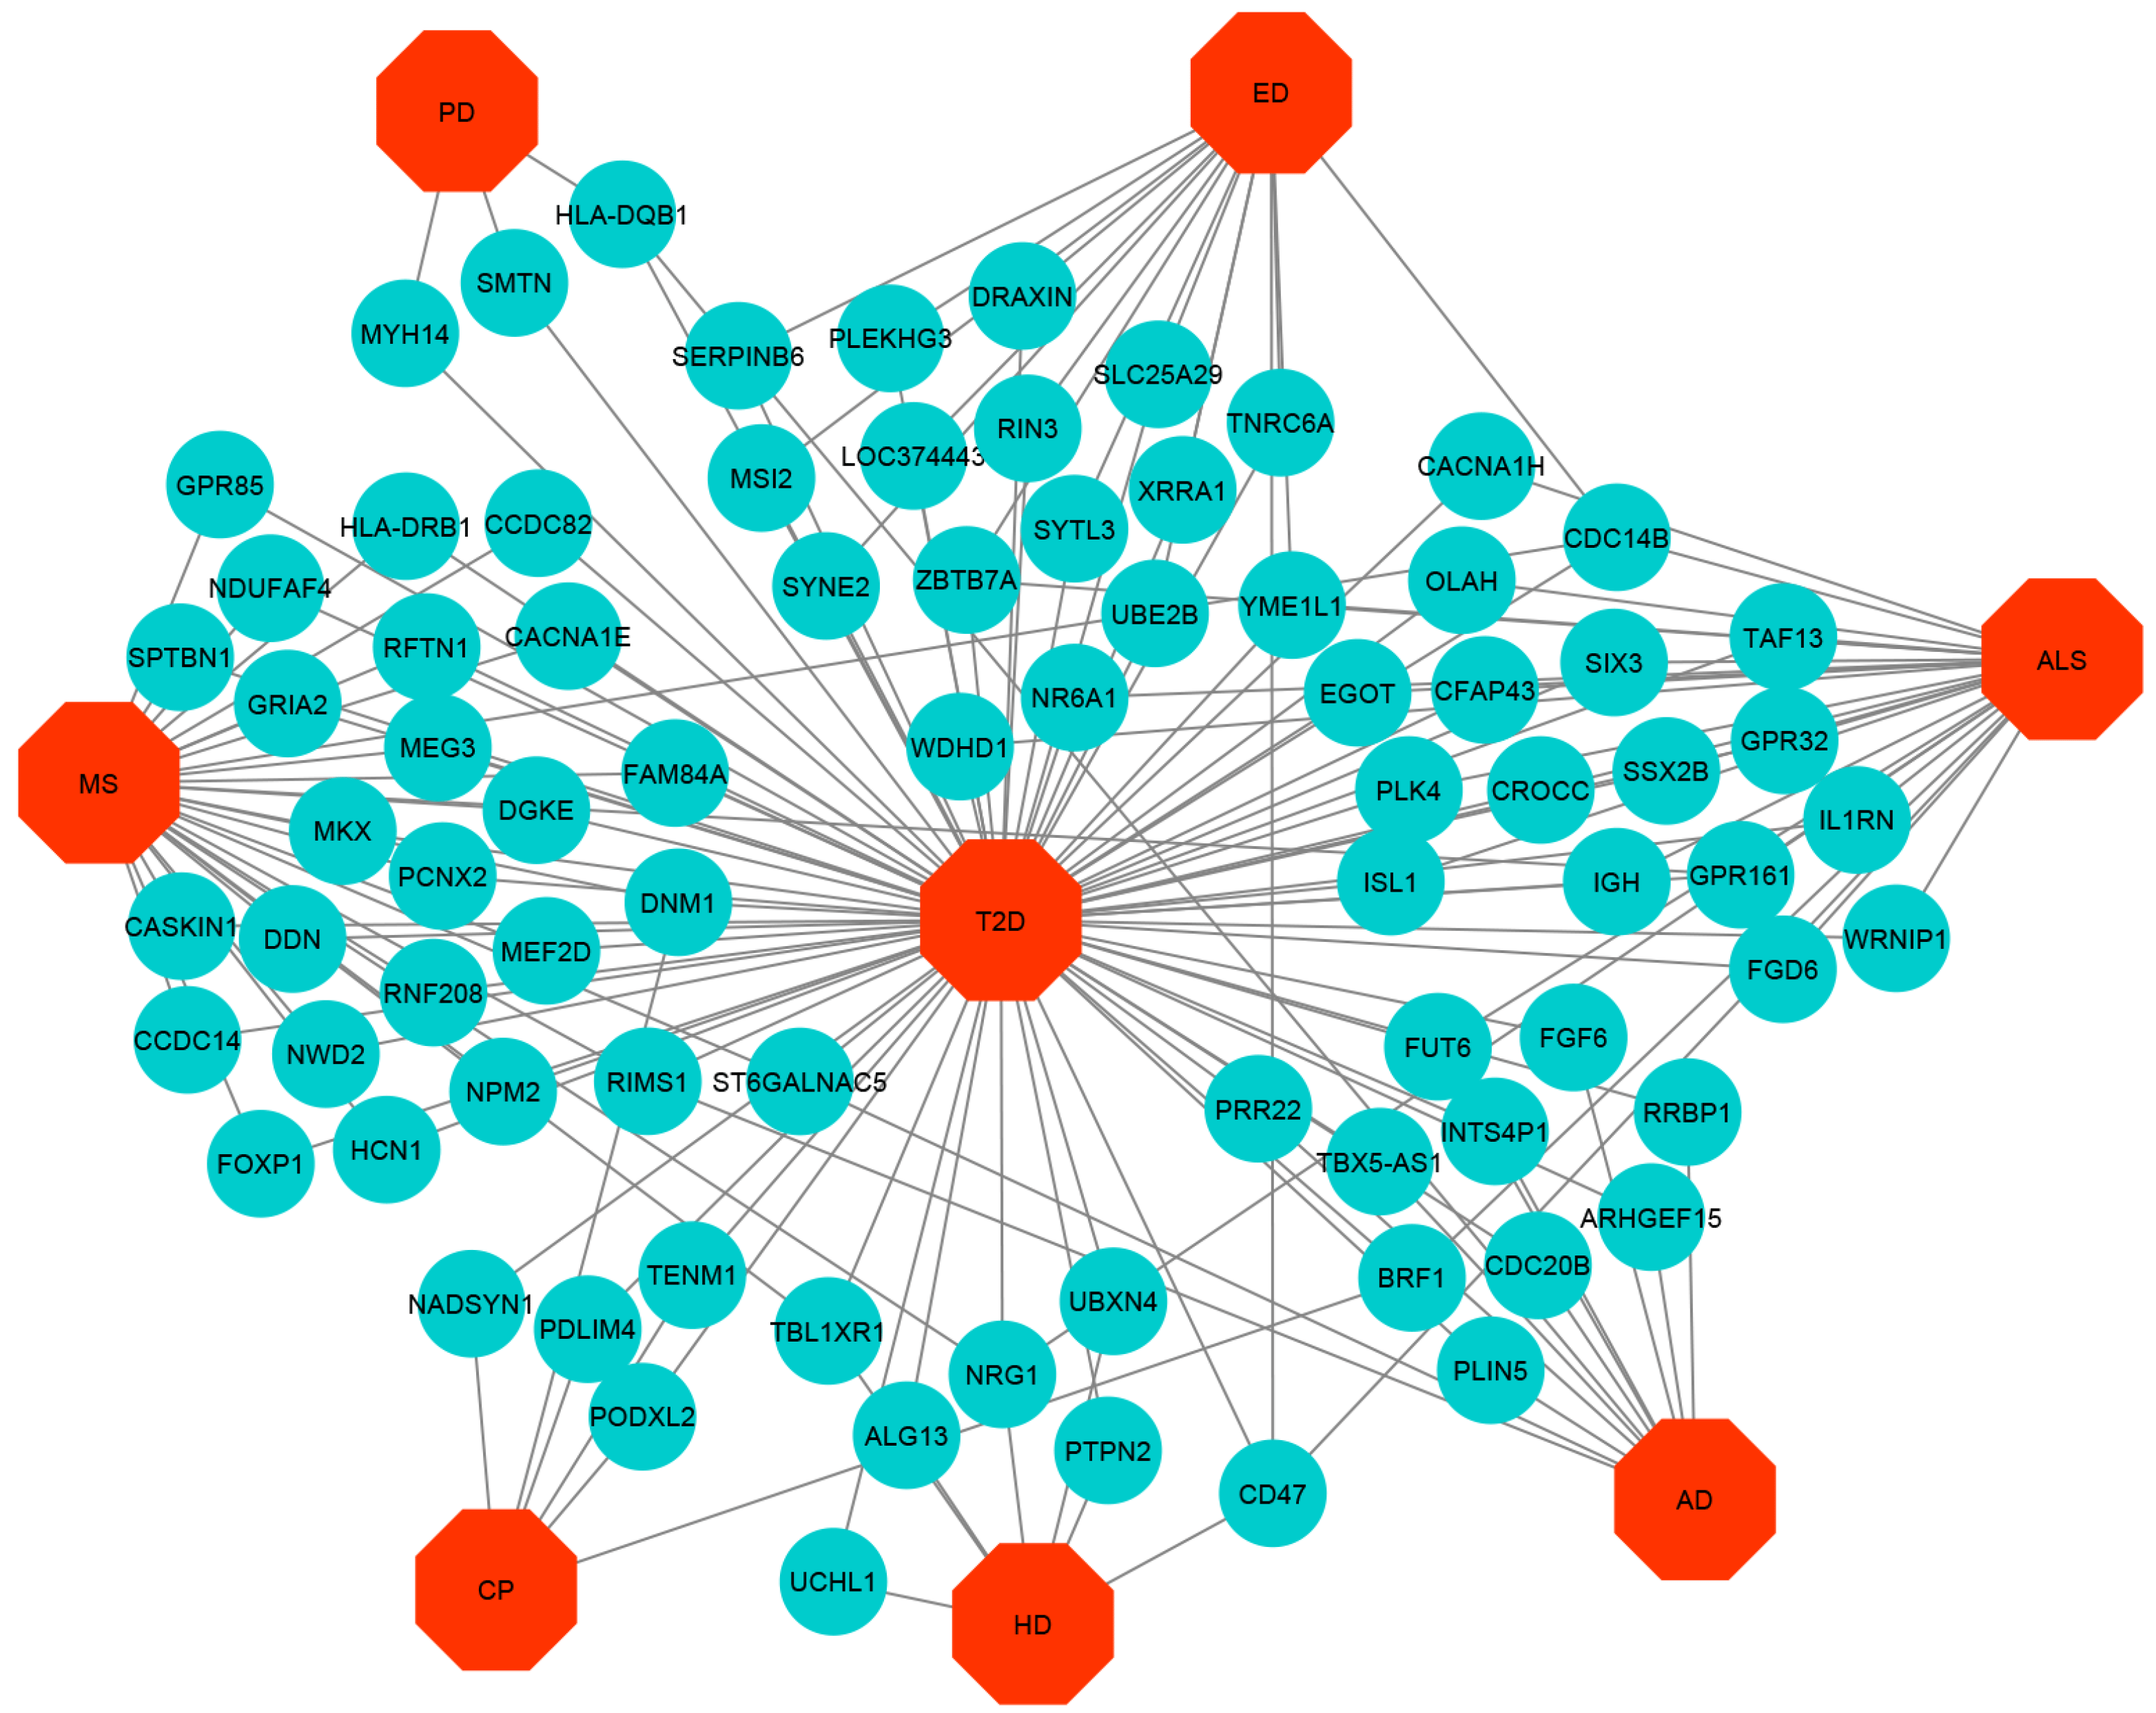 ED
PD
HLA-DQB1
SMTN
DRAXIN
MYH14
PLEKHG3
SERPINB6
SLC25A29
TNRC6A
RIN3
LOC374443
CACNA1H
MSI2
GPR85
XRRA1
HLA-DRB1
CCDC82
SYTL3
CDC14B
ZBTB7A
OLAH
NDUFAF4
SYNE2
UBE2B
YME1L1
CACNA1E
TAF13
RFTN1
SPTBN1
SIX3
ALS
CFAP43
EGOT
NR6A1
GRIA2
GPR32
MEG3
WDHD1
FAM84A
SSX2B
MS
PLK4
CROCC
DGKE
IL1RN
MKX
GPR161
PCNX2
ISL1
IGH
DNM1
T2D
CASKIN1
DDN
WRNIP1
MEF2D
FGD6
RNF208
FGF6
CCDC14
FUT6
NWD2
RIMS1
ST6GALNAC5
NPM2
PRR22
RRBP1
INTS4P1
HCN1
FOXP1
TBX5-AS1
ARHGEF15
CDC20B
TENM1
BRF1
UBXN4
NADSYN1
PDLIM4
TBL1XR1
PLIN5
NRG1
PODXL2
ALG13
PTPN2
CD47
AD
UCHL1
CP
HD